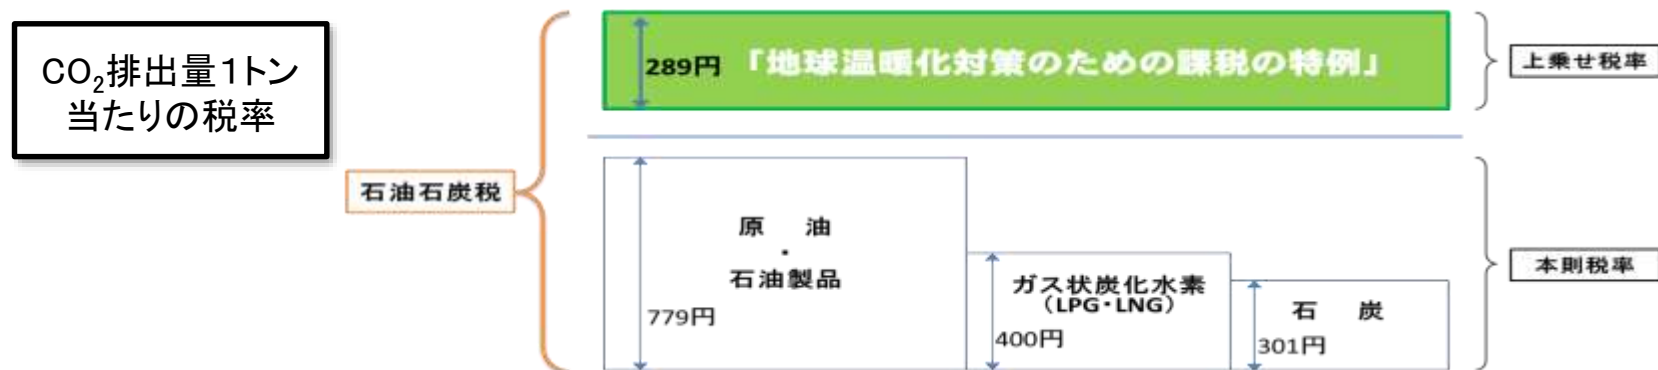 CO₂排出量1トン
当たりの税率
289円 「地球温暖化対策のための課税の特例」
上乗せ税率
石油石炭税
原 油
・
石油製品
779円
ガス状炭化水素
（LPG・LNG）
400円
石 炭
301円
本則税率